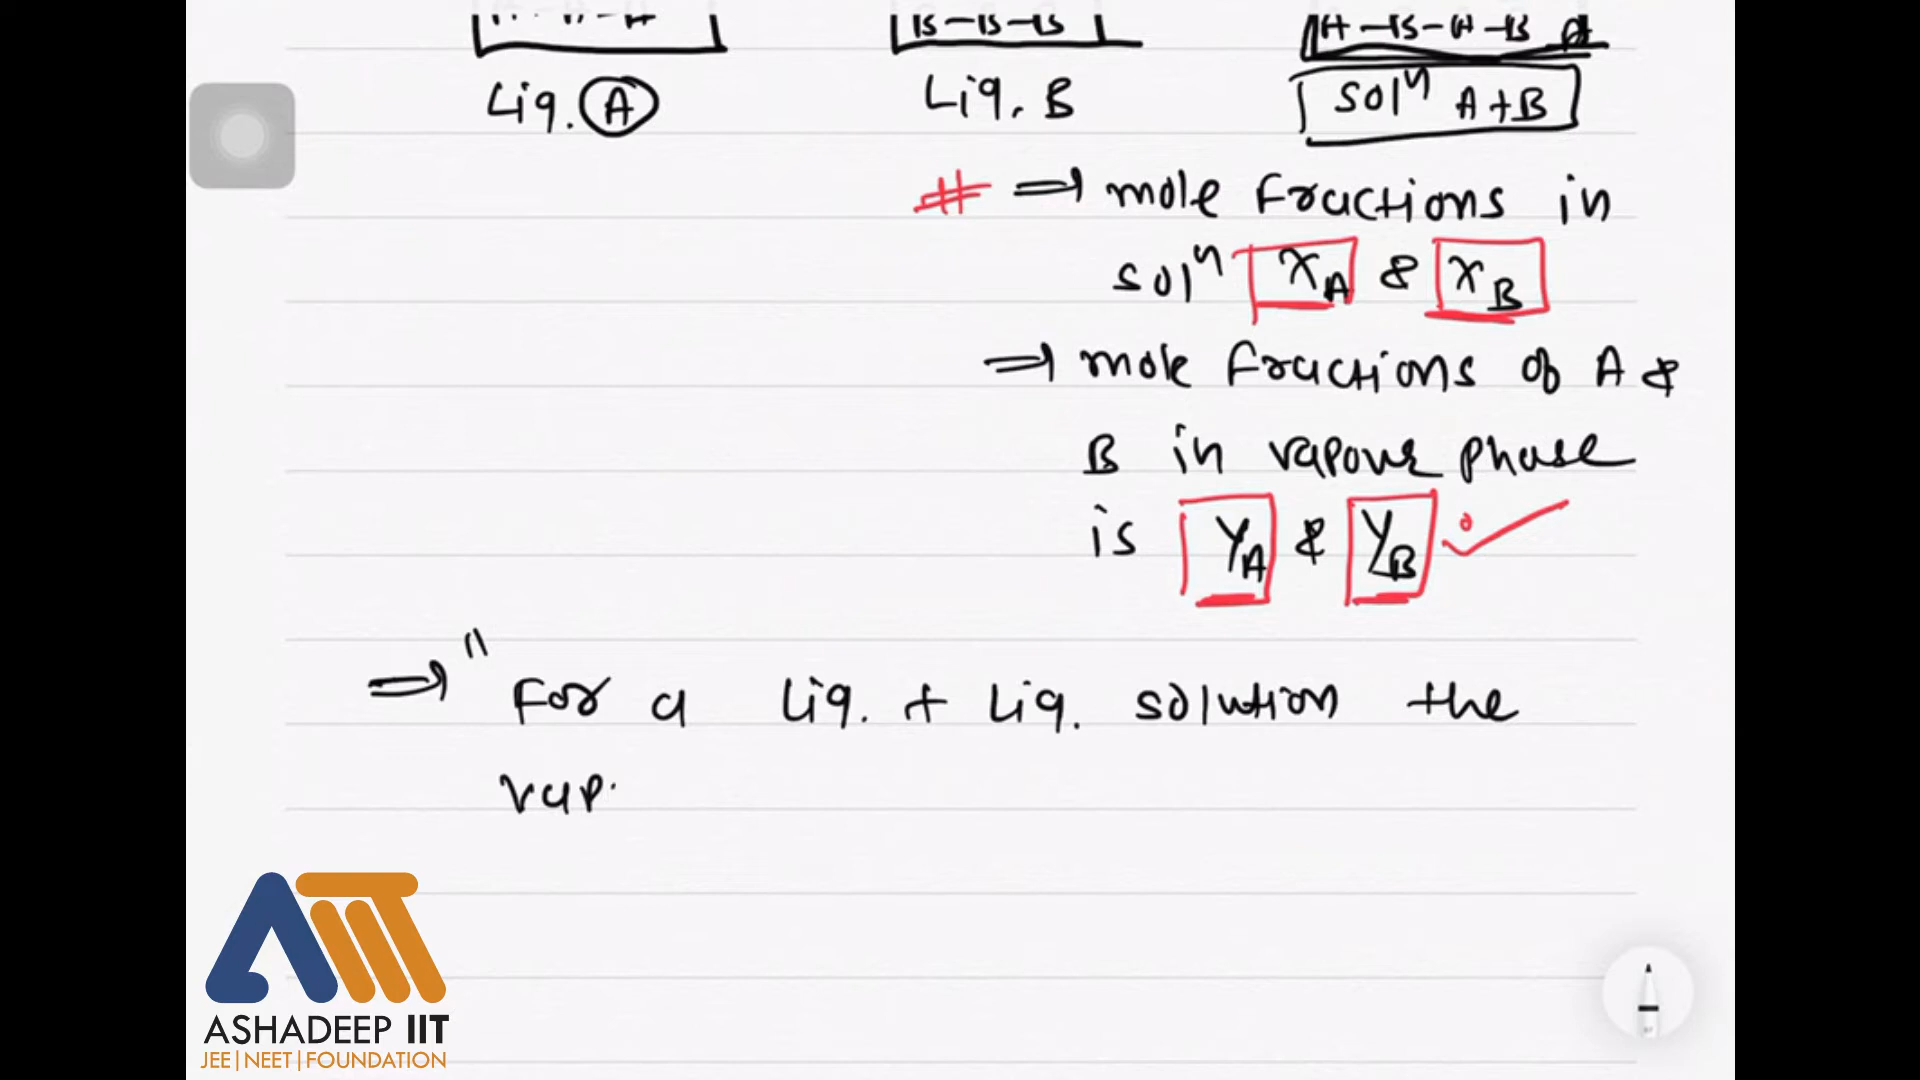 B-B-B
A-B-A-B
Liq. A
Liq. B
solⁿ A+B
# ⇒ mole fractions in
solⁿ XA & XB
⇒ mole fractions of A &
B in vapour phase
is YA & YB
⇒ " For a Liq. + Liq. solution the
vap.
ASHADEEP IIT
JEE|NEET|FOUNDATION